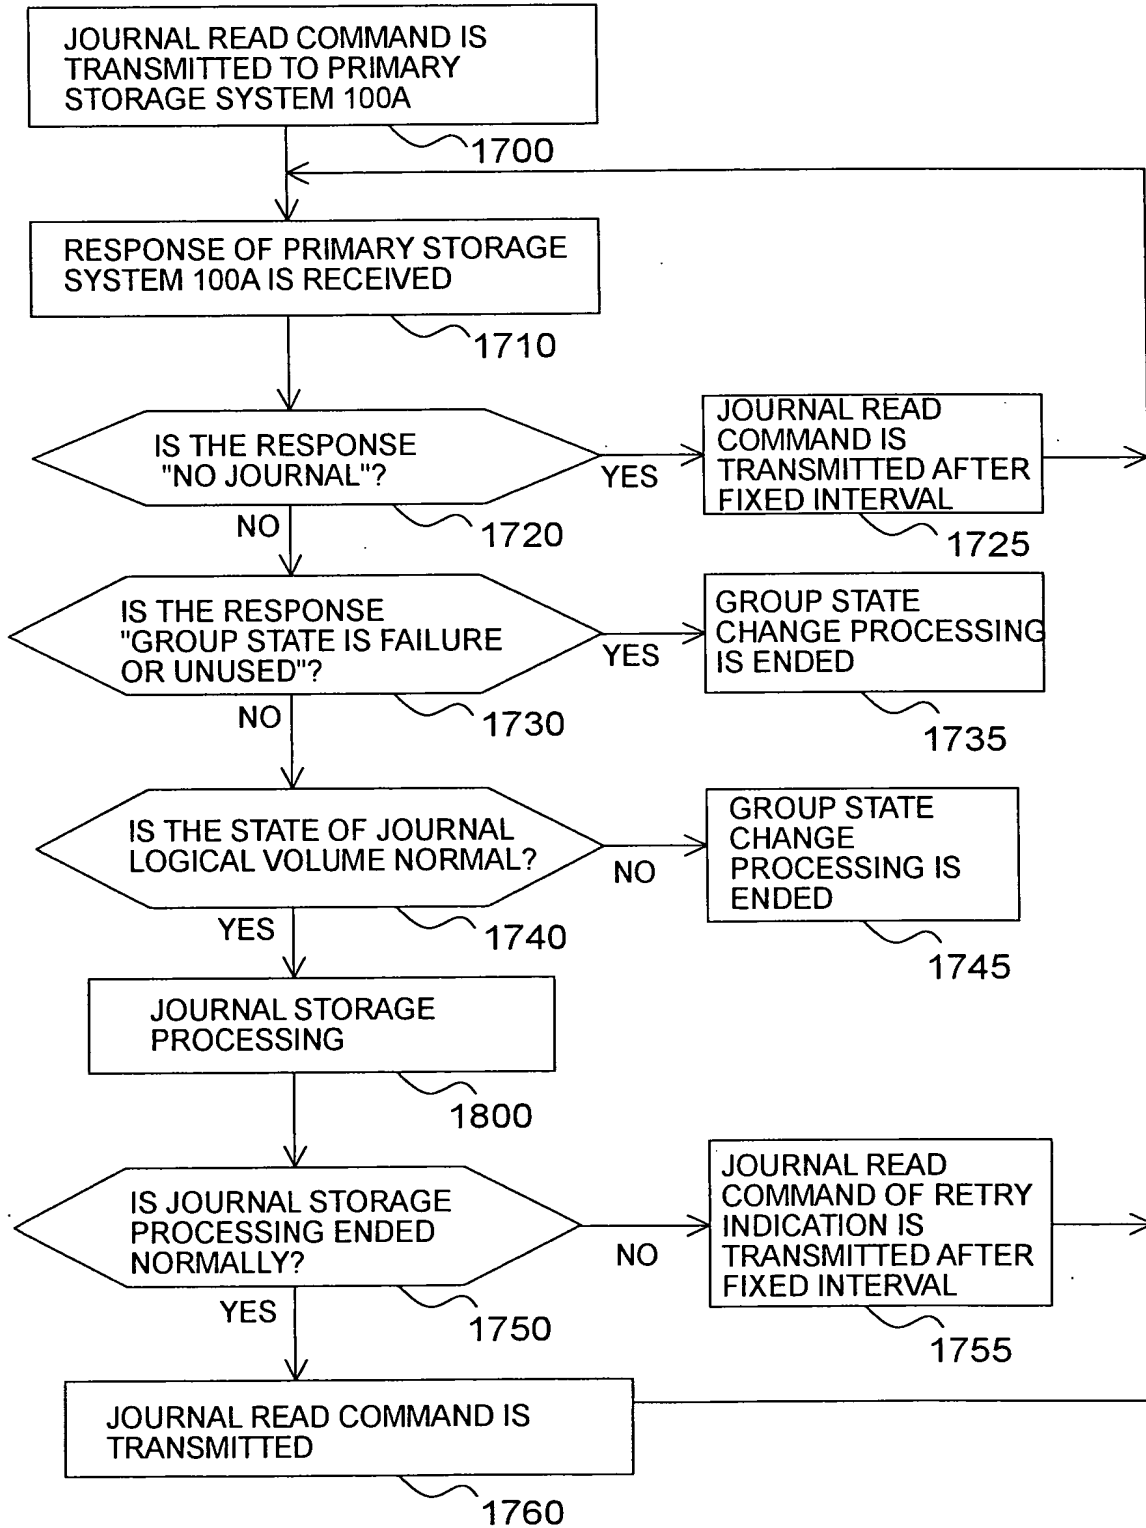 JOURNAL READ COMMAND IS
TRANSMITTED TO PRIMARY
STORAGE SYSTEM 100A
1700
RESPONSE OF PRIMARY STORAGE
SYSTEM 100A IS RECEIVED
1710
IS THE RESPONSE
"NO JOURNAL"?
YES
NO
1720
JOURNAL READ
COMMAND IS
TRANSMITTED AFTER
FIXED INTERVAL
1725
IS THE RESPONSE
"GROUP STATE IS FAILURE
OR UNUSED"?
YES
NO
1730
GROUP STATE
CHANGE PROCESSING
IS ENDED
1735
IS THE STATE OF JOURNAL
LOGICAL VOLUME NORMAL?
NO
YES
1740
GROUP STATE
CHANGE
PROCESSING IS
ENDED
1745
JOURNAL STORAGE
PROCESSING
1800
IS JOURNAL STORAGE
PROCESSING ENDED
NORMALLY?
NO
YES
1750
JOURNAL READ
COMMAND OF RETRY
INDICATION IS
TRANSMITTED AFTER
FIXED INTERVAL
1755
JOURNAL READ COMMAND IS
TRANSMITTED
1760